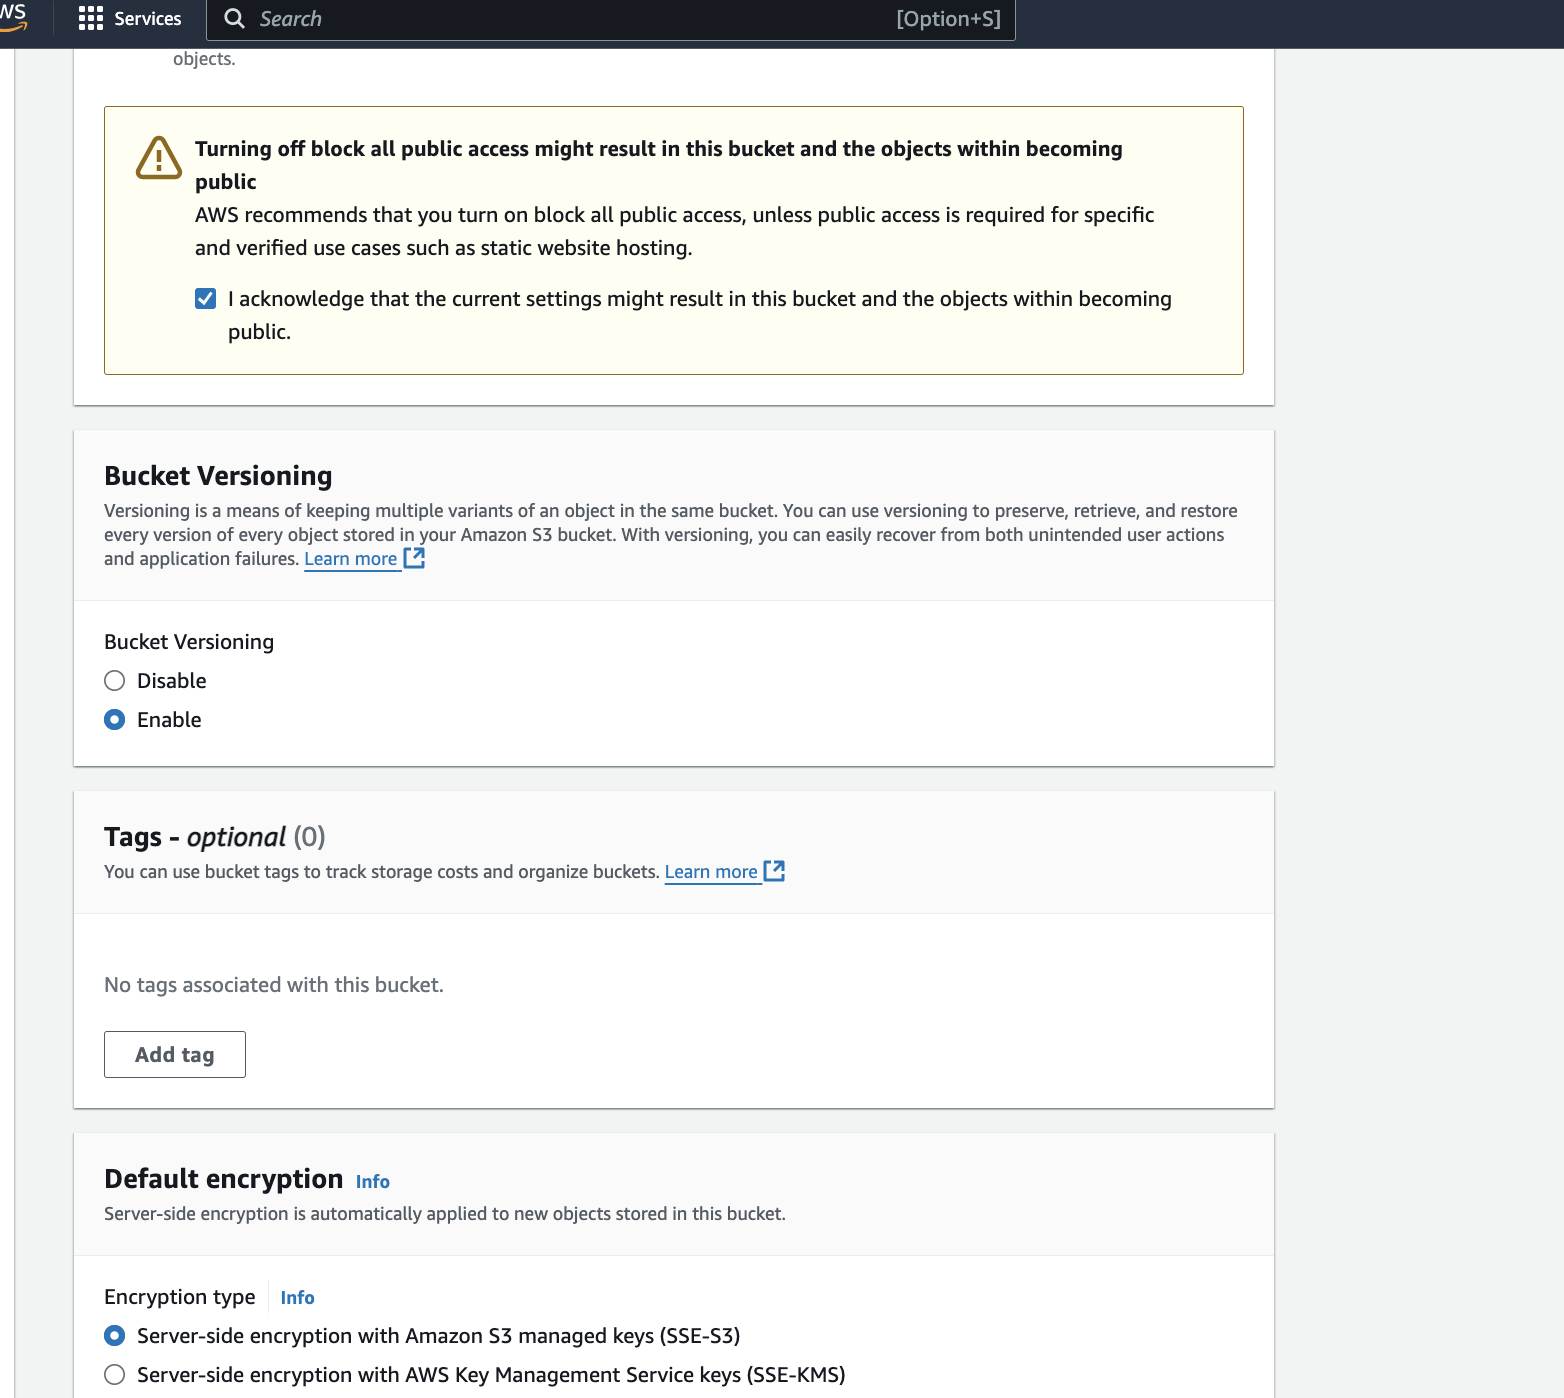 WS
Services
Search
[Option+S]
objects.
Turning off block all public access might result in this bucket and the objects within becoming
public
AWS recommends that you turn on block all public access, unless public access is required for specific
and verified use cases such as static website hosting.
I acknowledge that the current settings might result in this bucket and the objects within becoming
public.
Bucket Versioning
Versioning is a means of keeping multiple variants of an object in the same bucket. You can use versioning to preserve, retrieve, and restore
every version of every object stored in your Amazon S3 bucket. With versioning, you can easily recover from both unintended user actions
and application failures. Learn more
Bucket Versioning
Disable
Enable
Tags - optional (0)
You can use bucket tags to track storage costs and organize buckets. Learn more
No tags associated with this bucket.
Add tag
Default encryption Info
Server-side encryption is automatically applied to new objects stored in this bucket.
Encryption type Info
Server-side encryption with Amazon S3 managed keys (SSE-S3)
Server-side encryption with AWS Key Management Service keys (SSE-KMS)